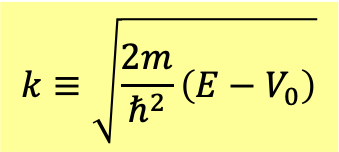 k ≡ √(2m/ħ² (E − V₀))